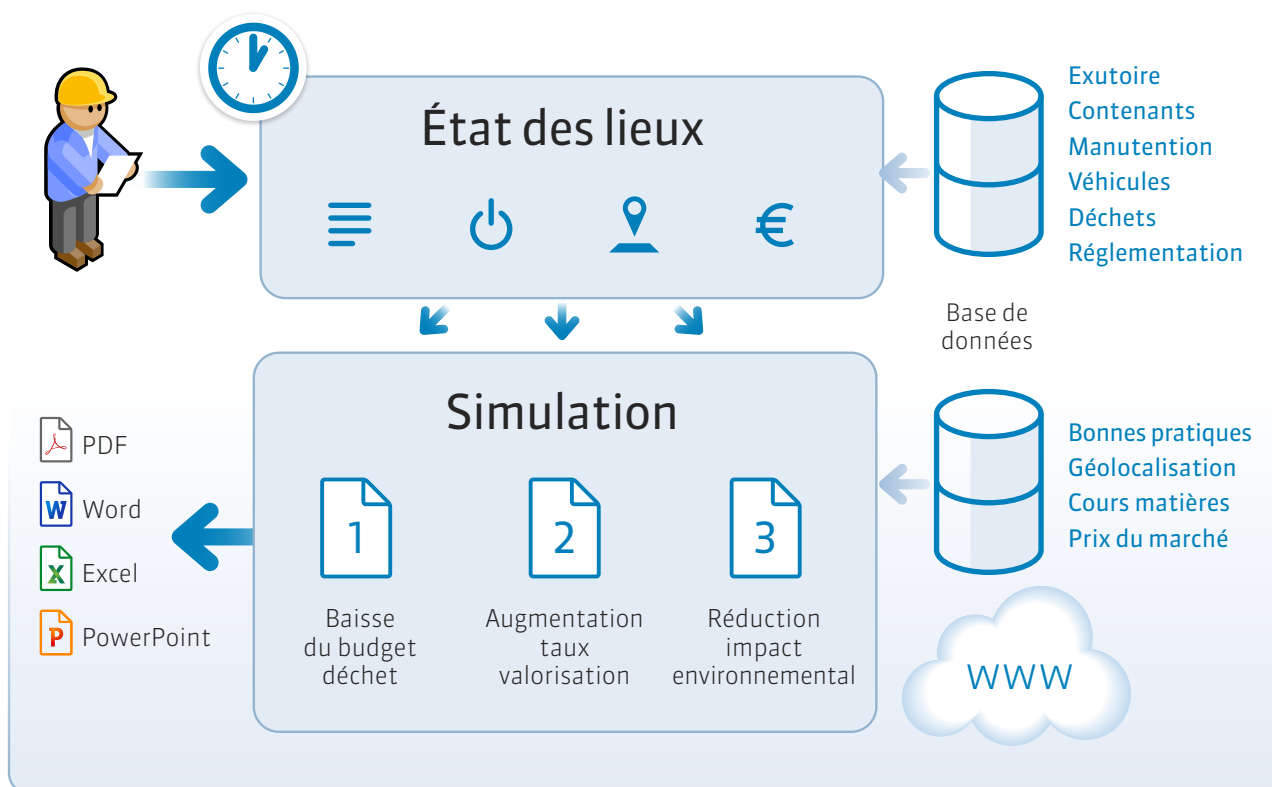 État des lieux
€
Exutoire
Contenants
Manutention
Véhicules
Déchets
Réglementation
Base de
données
Simulation
1
2
3
Baisse
du budget
déchet
Augmentation
taux
valorisation
Réduction
impact
environnemental
PDF
W Word
X Excel
P PowerPoint
Bonnes pratiques
Géolocalisation
Cours matières
Prix du marché
WWW